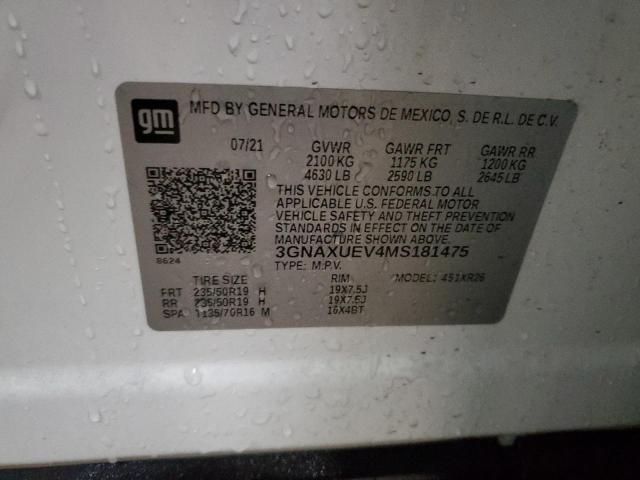 gm
MFD BY GENERAL MOTORS DE MEXICO, S. DE R.L. DE C.V.
07/21 GVWR GAWR FRT GAWR RR
2100 KG 1175 KG 1200 KG
4630 LB 2590 LB 2645 LB
THIS VEHICLE CONFORMS TO ALL
APPLICABLE U.S. FEDERAL MOTOR
VEHICLE SAFETY AND THEFT PREVENTION
STANDARDS IN EFFECT ON THE DATE OF
MANUFACTURE SHOWN ABOVE.
8624 3GNAXUEV4MS181475
TYPE: M.P.V. MODEL: 4S1XR26
TIRE SIZE RIM
FRT 235/50R19 H 19X7.5J
RR 235/50R19 H 19X7.5J
SPA T135/70R16 M 16X4BT